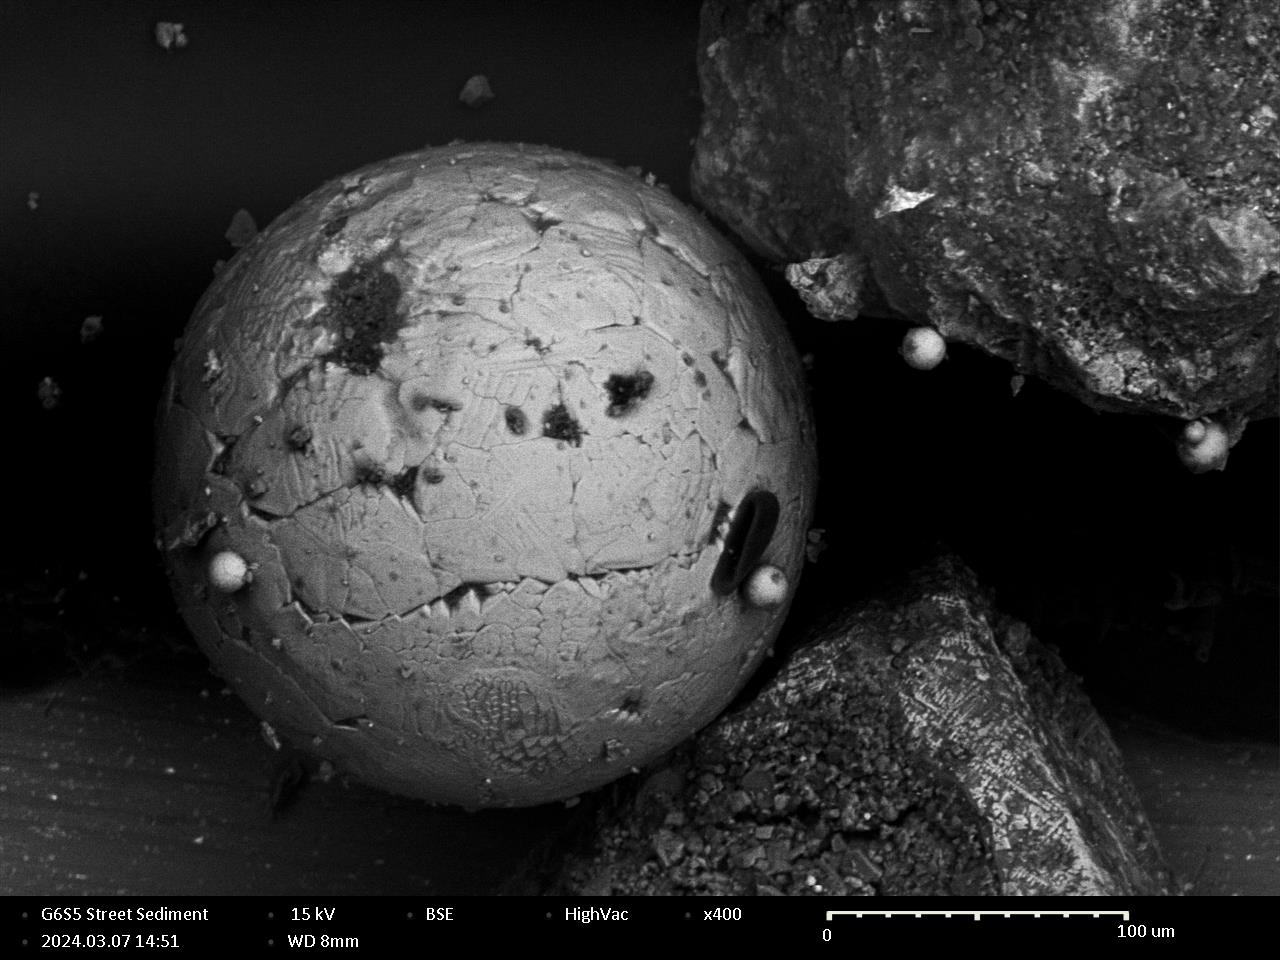 G6S5 Street Sediment 15 kV BSE HighVac x400
2024.03.07 14:51 WD 8mm
0 100 um